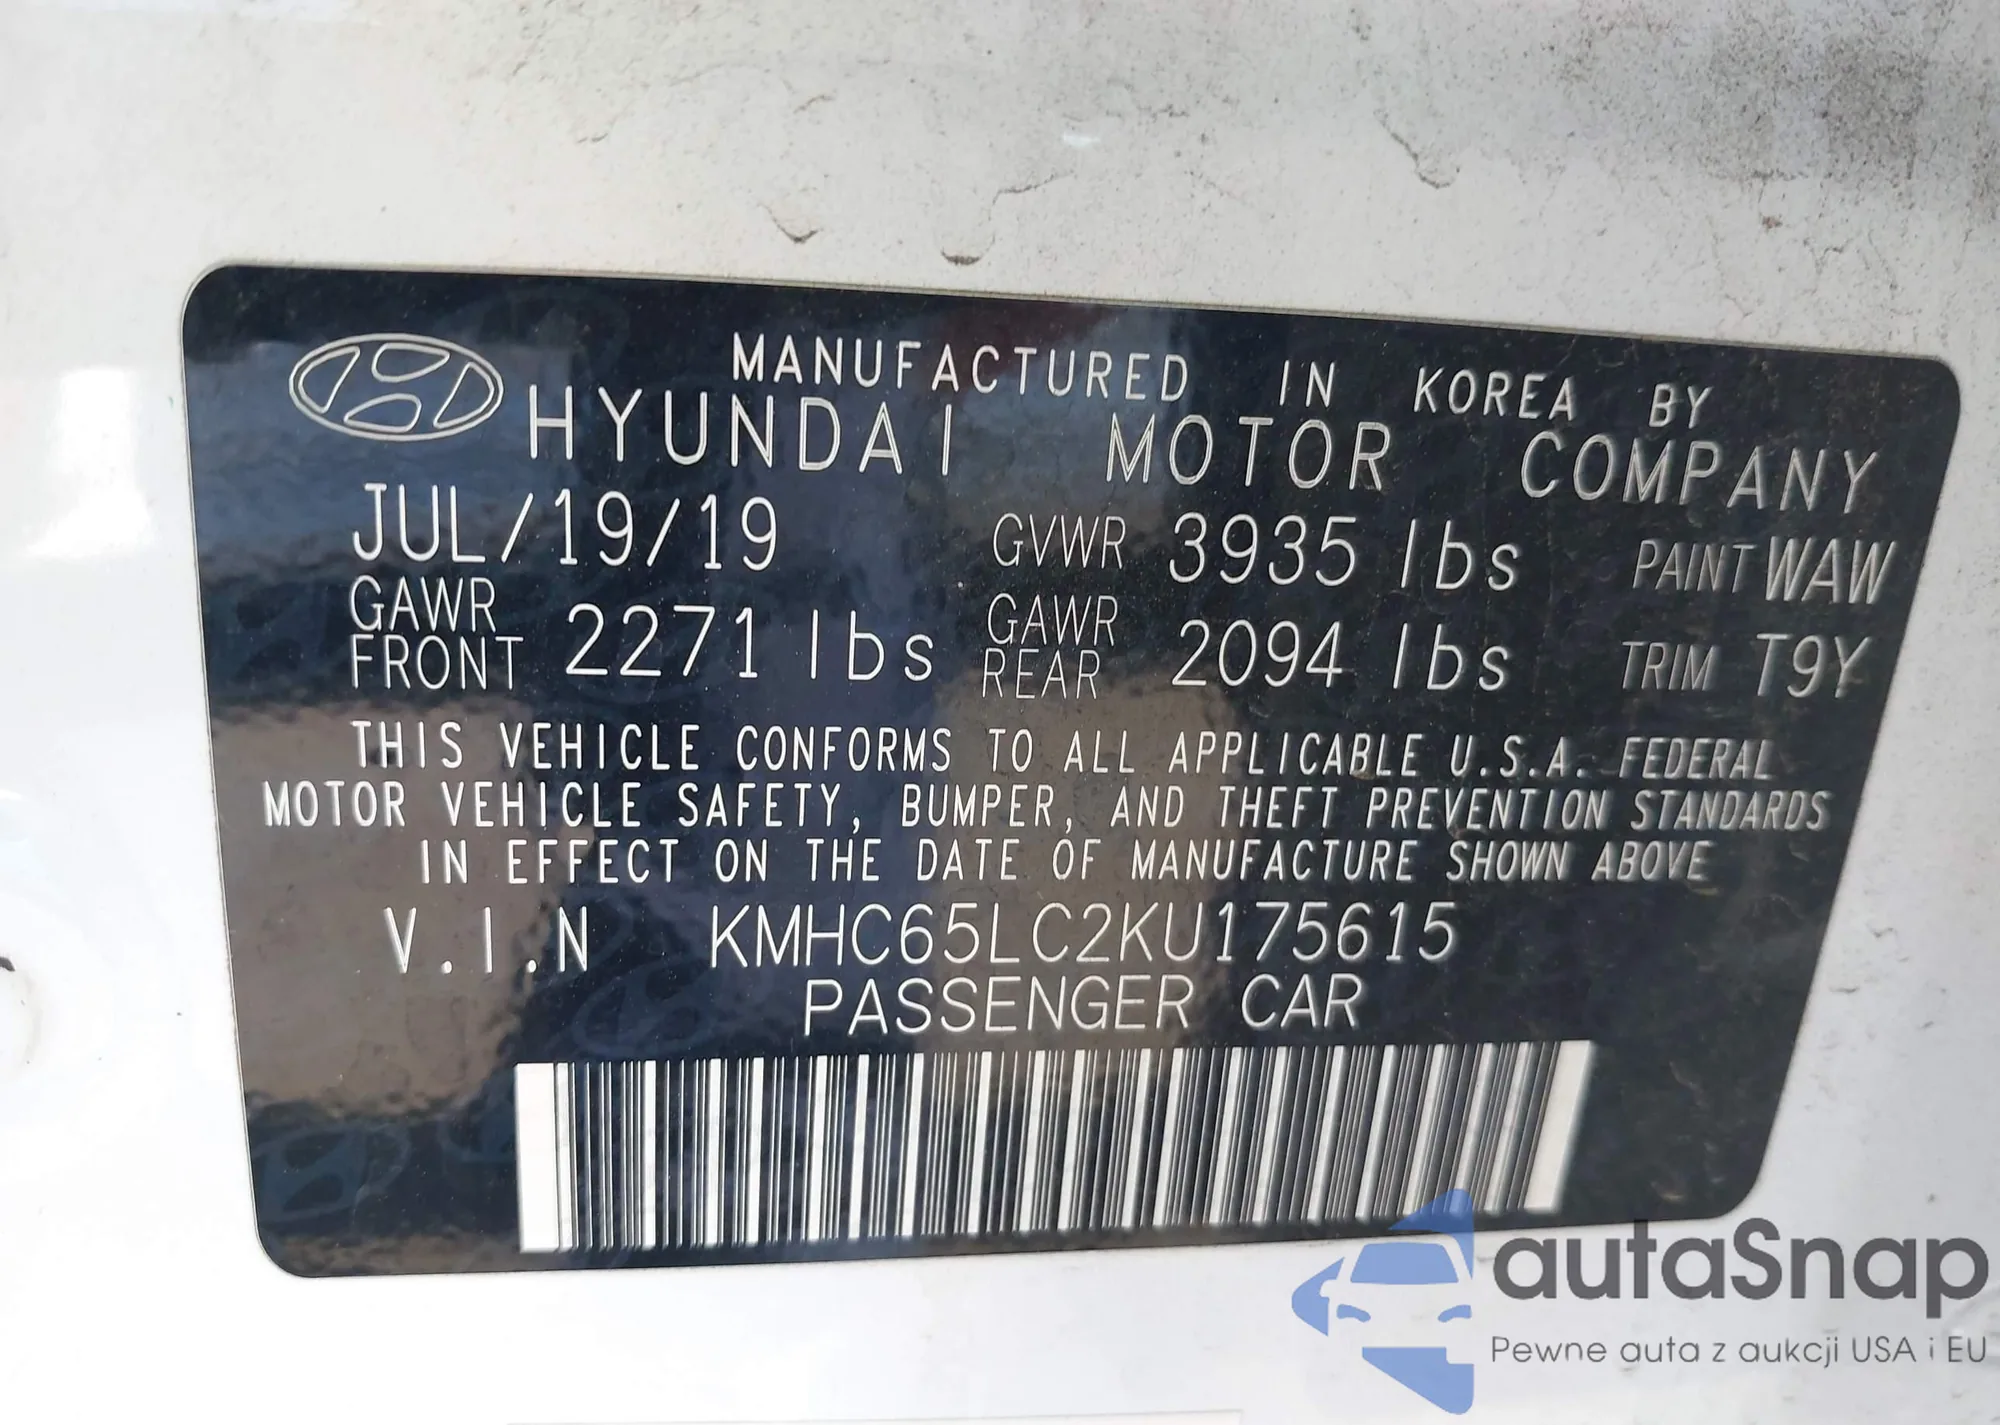 MANUFACTURED IN KOREA BY
HYUNDAI MOTOR COMPANY
JUL/19/19 GVWR 3935 lbs PAINT WAW
GAWR FRONT 2271 lbs GAWR REAR 2094 lbs TRIM T9Y
THIS VEHICLE CONFORMS TO ALL APPLICABLE U.S.A. FEDERAL
MOTOR VEHICLE SAFETY, BUMPER, AND THEFT PREVENTION STANDARDS
IN EFFECT ON THE DATE OF MANUFACTURE SHOWN ABOVE
V.I.N KMHC65LC2KU175615
PASSENGER CAR
autaSnap
Pewne auta z aukcji USA i EU